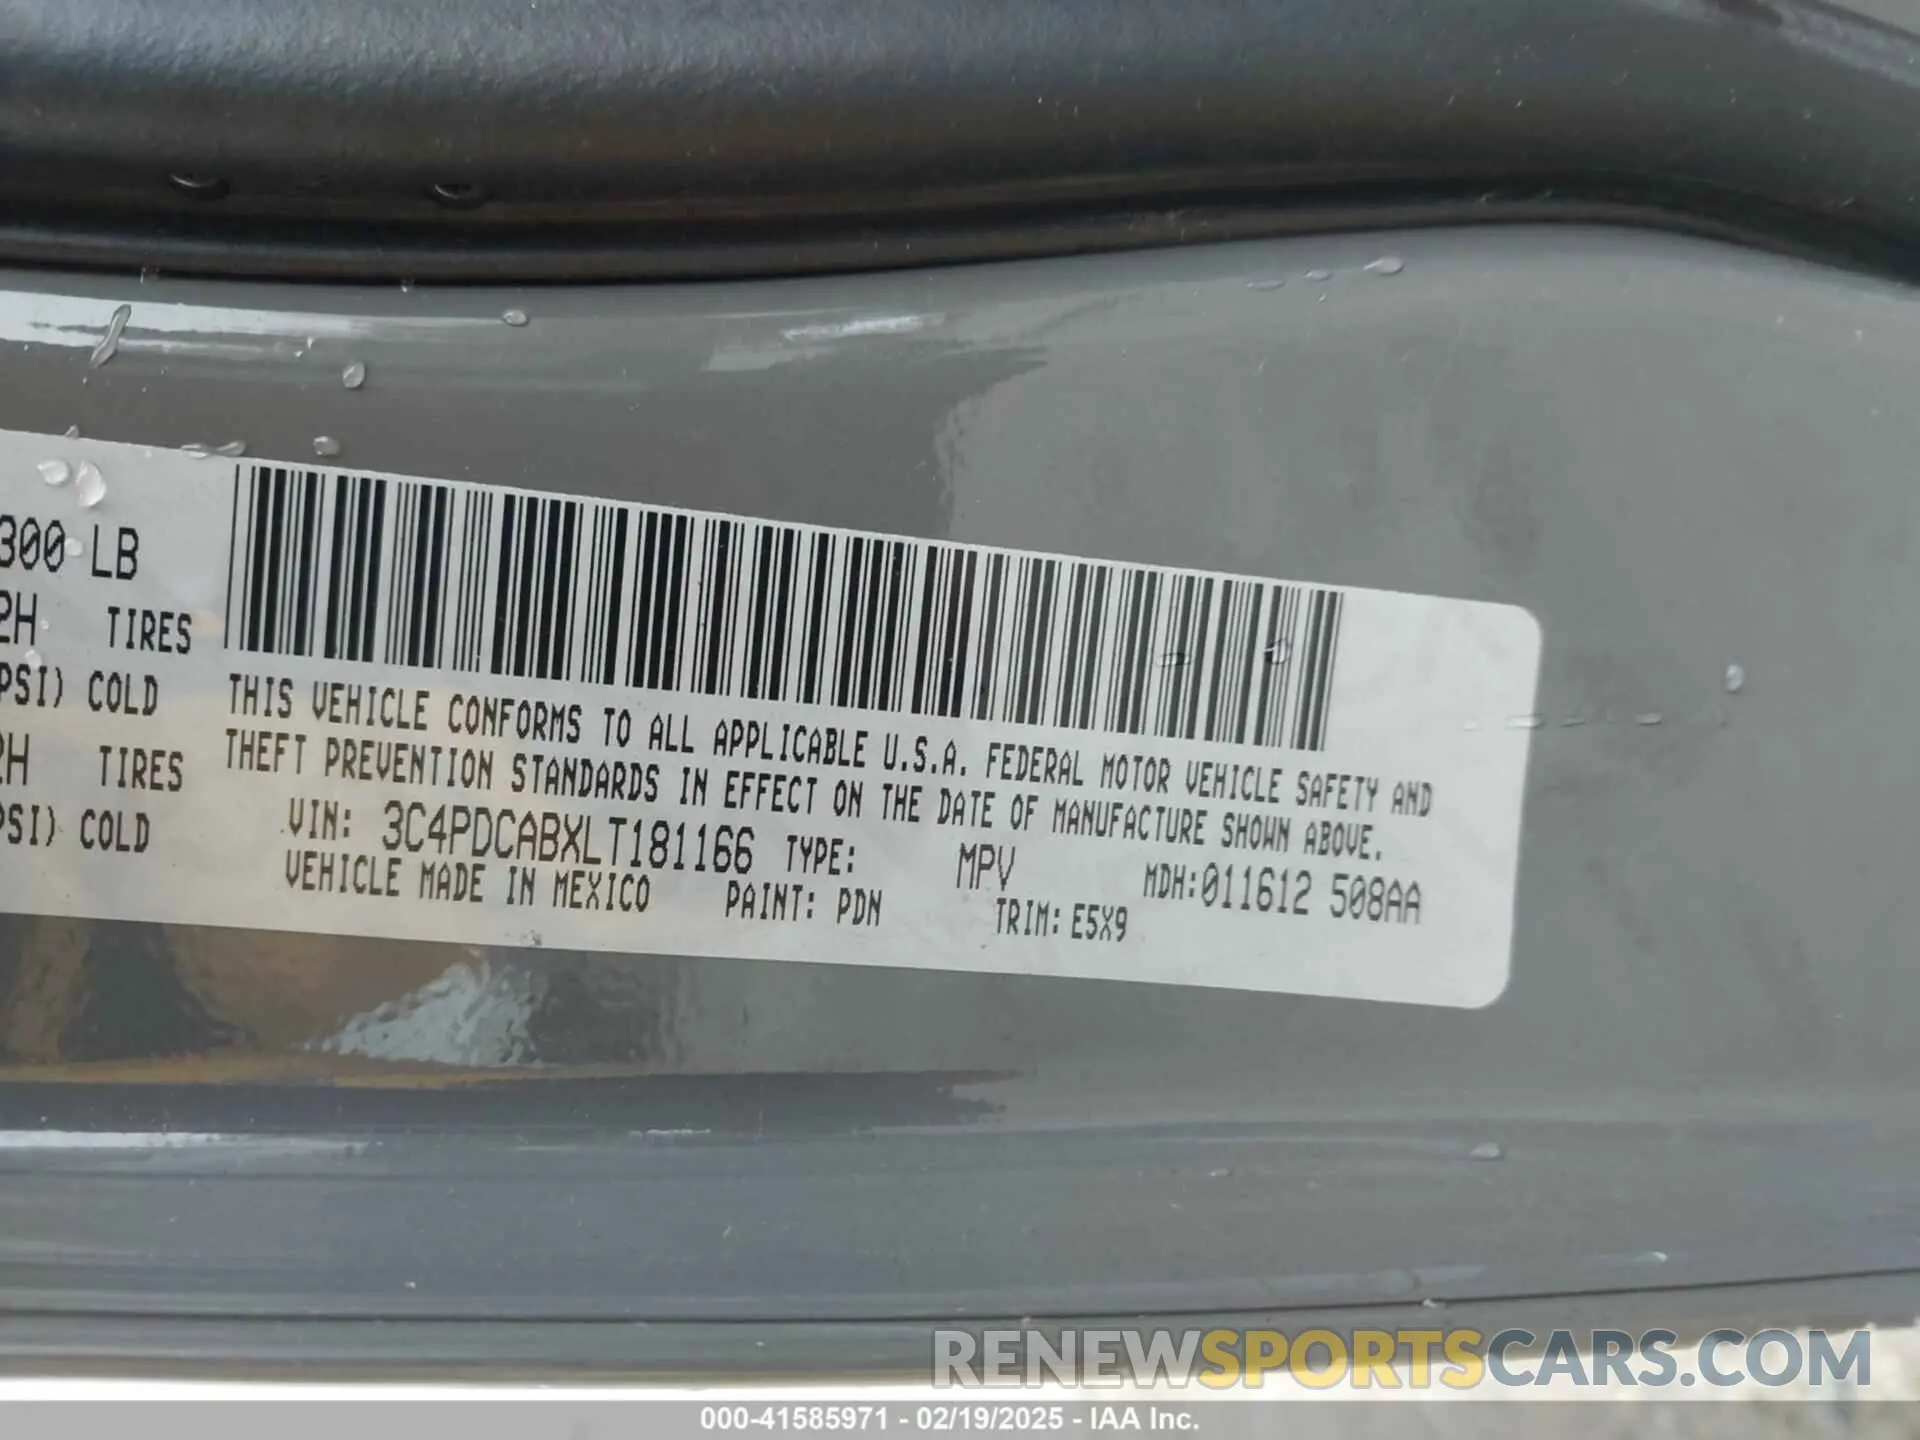 300 LB
2H TIRES
PSI) COLD
2H TIRES
PSI) COLD
THIS VEHICLE CONFORMS TO ALL APPLICABLE U.S.A. FEDERAL MOTOR VEHICLE SAFETY AND
THEFT PREVENTION STANDARDS IN EFFECT ON THE DATE OF MANUFACTURE SHOWN ABOVE.
VIN: 3C4PDCABXLT181166 TYPE: MPV MDH:011612 508AA
VEHICLE MADE IN MEXICO PAINT: PDN TRIM: E5X9
RENEWSPORTSCARS.COM
000-41585971 - 02/19/2025 - IAA Inc.